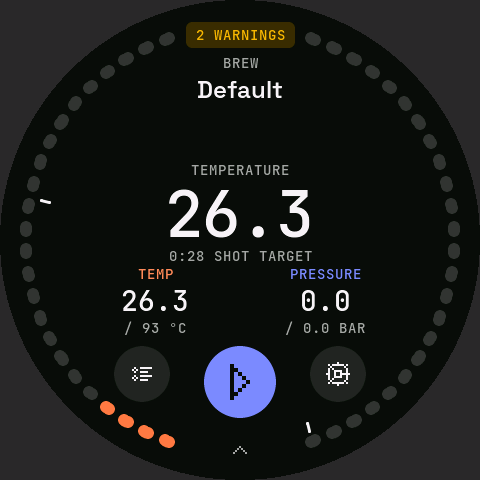 2 WARNINGS
BREW
Default
TEMPERATURE
26.3
0:28 SHOT TARGET
TEMP PRESSURE
26.3 0.0
/ 93 °C / 0.0 BAR